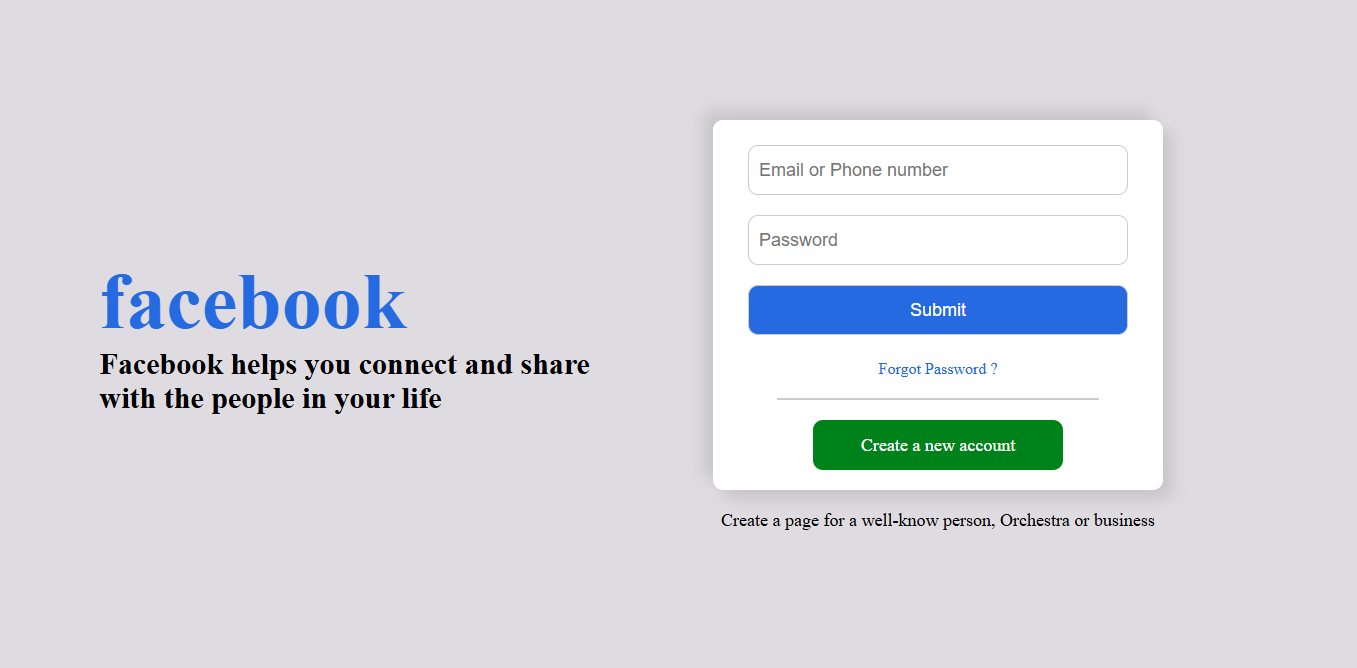 facebook
Facebook helps you connect and share
with the people in your life
Email or Phone number
Password
Submit
Forgot Password ?
Create a new account
Create a page for a well-know person, Orchestra or business